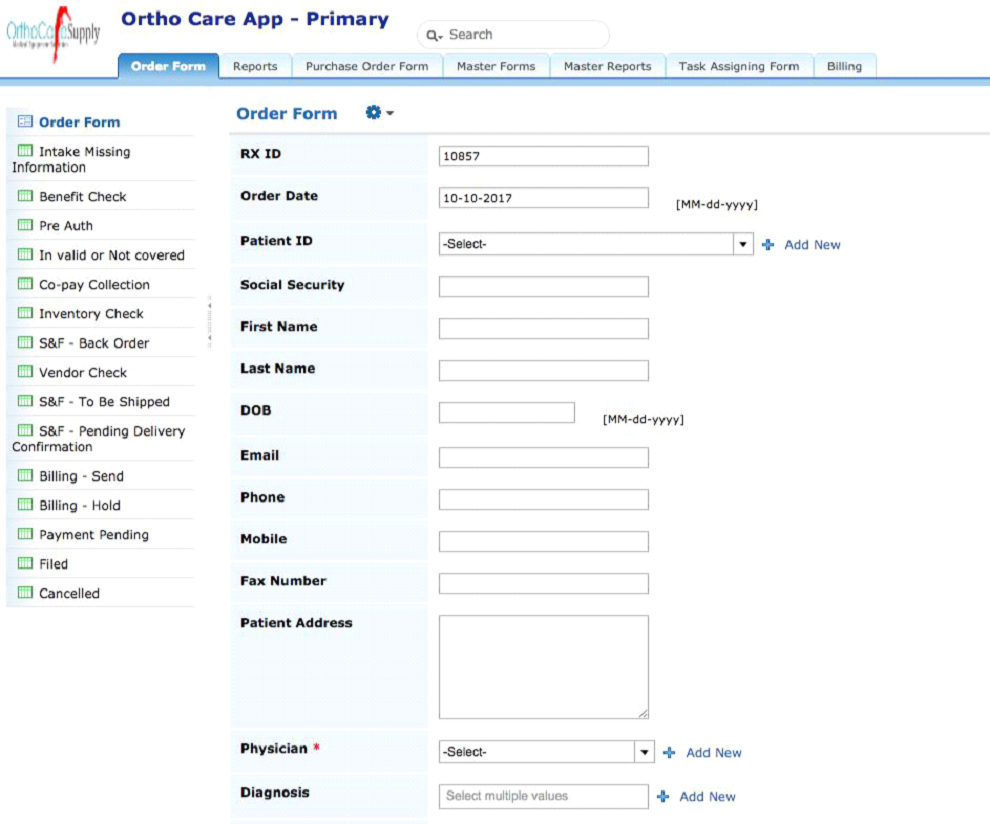 OrthoCareSupply
Ortho Care App - Primary
Search
Order Form
Reports
Purchase Order Form
Master Forms
Master Reports
Task Assigning Form
Billing
Order Form
Intake Missing
Information
Benefit Check
Pre Auth
In valid or Not covered
Co-pay Collection
Inventory Check
S&F - Back Order
Vendor Check
S&F - To Be Shipped
S&F - Pending Delivery
Confirmation
Billing - Send
Billing - Hold
Payment Pending
Filed
Cancelled
Order Form
RX ID 10857
Order Date 10-10-2017 [MM-dd-yyyy]
Patient ID -Select- Add New
Social Security
First Name
Last Name
DOB [MM-dd-yyyy]
Email
Phone
Mobile
Fax Number
Patient Address
Physician * -Select- Add New
Diagnosis Select multiple values Add New